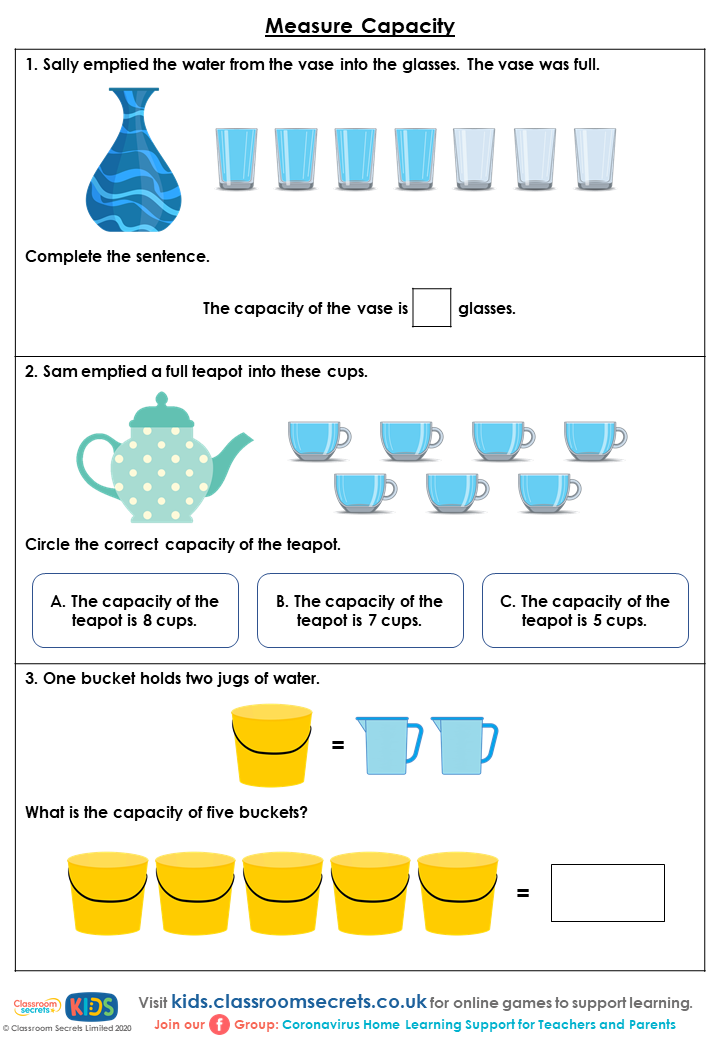 Measure Capacity
1. Sally emptied the water from the vase into the glasses. The vase was full.
Complete the sentence.
The capacity of the vase is glasses.
2. Sam emptied a full teapot into these cups.
Circle the correct capacity of the teapot.
A. The capacity of the
teapot is 8 cups.
B. The capacity of the
teapot is 7 cups.
C. The capacity of the
teapot is 5 cups.
3. One bucket holds two jugs of water.
=
What is the capacity of five buckets?
=
Classroom
Secrets
KIDS
© Classroom Secrets Limited 2020
Visit kids.classroomsecrets.co.uk for online games to support learning.
Join our f Group: Coronavirus Home Learning Support for Teachers and Parents